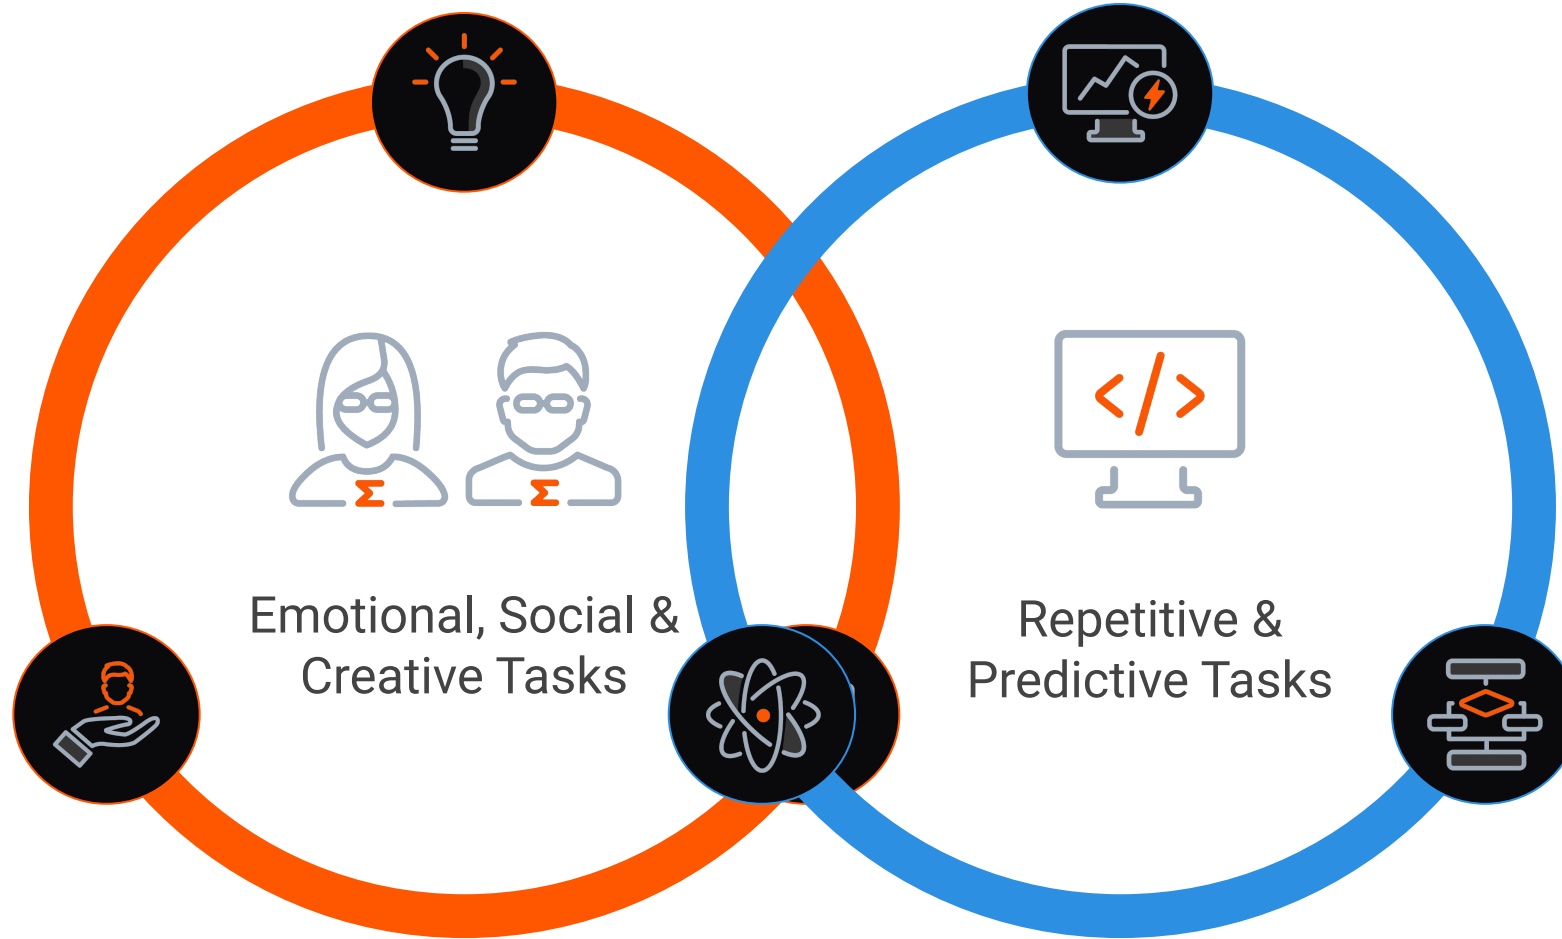 Emotional, Social &
Creative Tasks
Repetitive &
Predictive Tasks